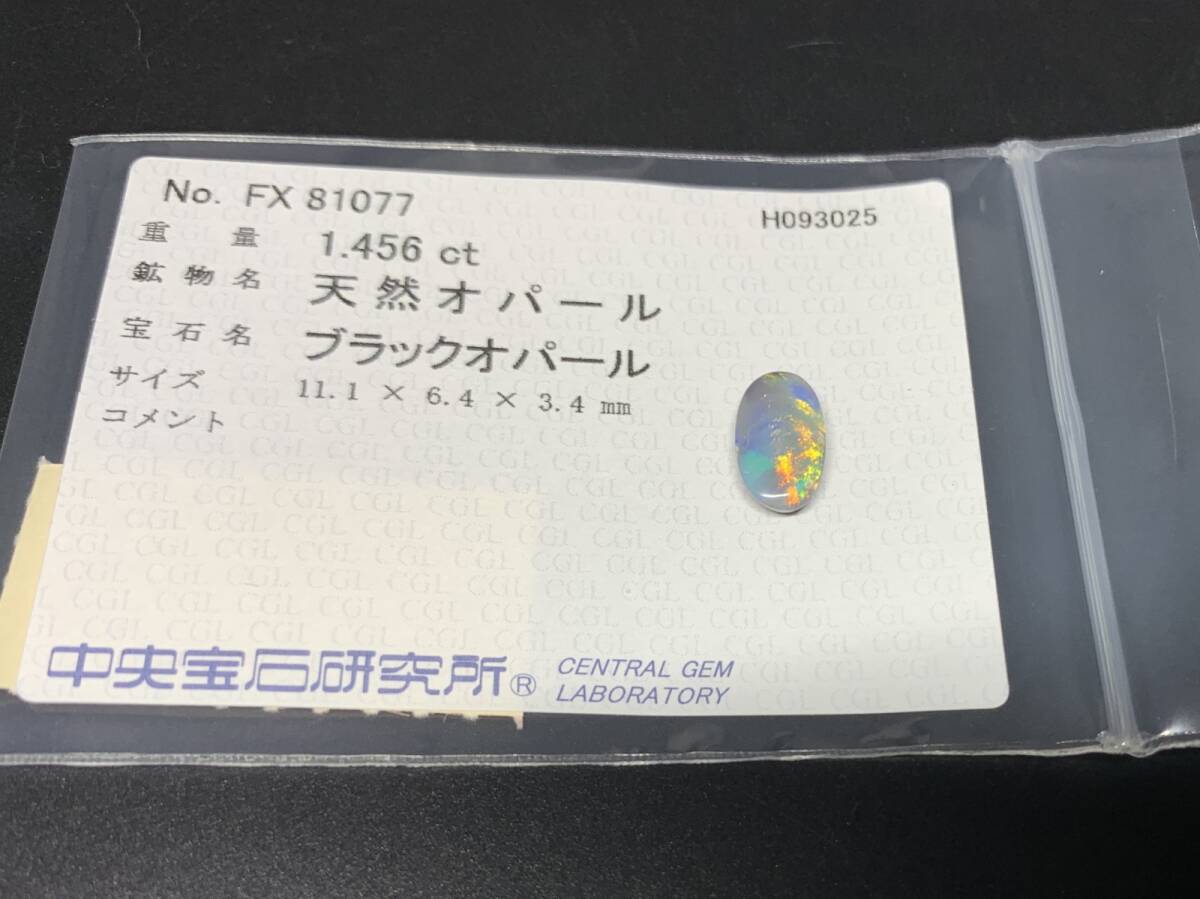 No. FX 81077
H093025
重量 1.456 ct
鉱物名 天然オパール
宝石名 ブラックオパール
サイズ 11.1 × 6.4 × 3.4 mm
コメント
中央宝石研究所® CENTRAL GEM
LABORATORY